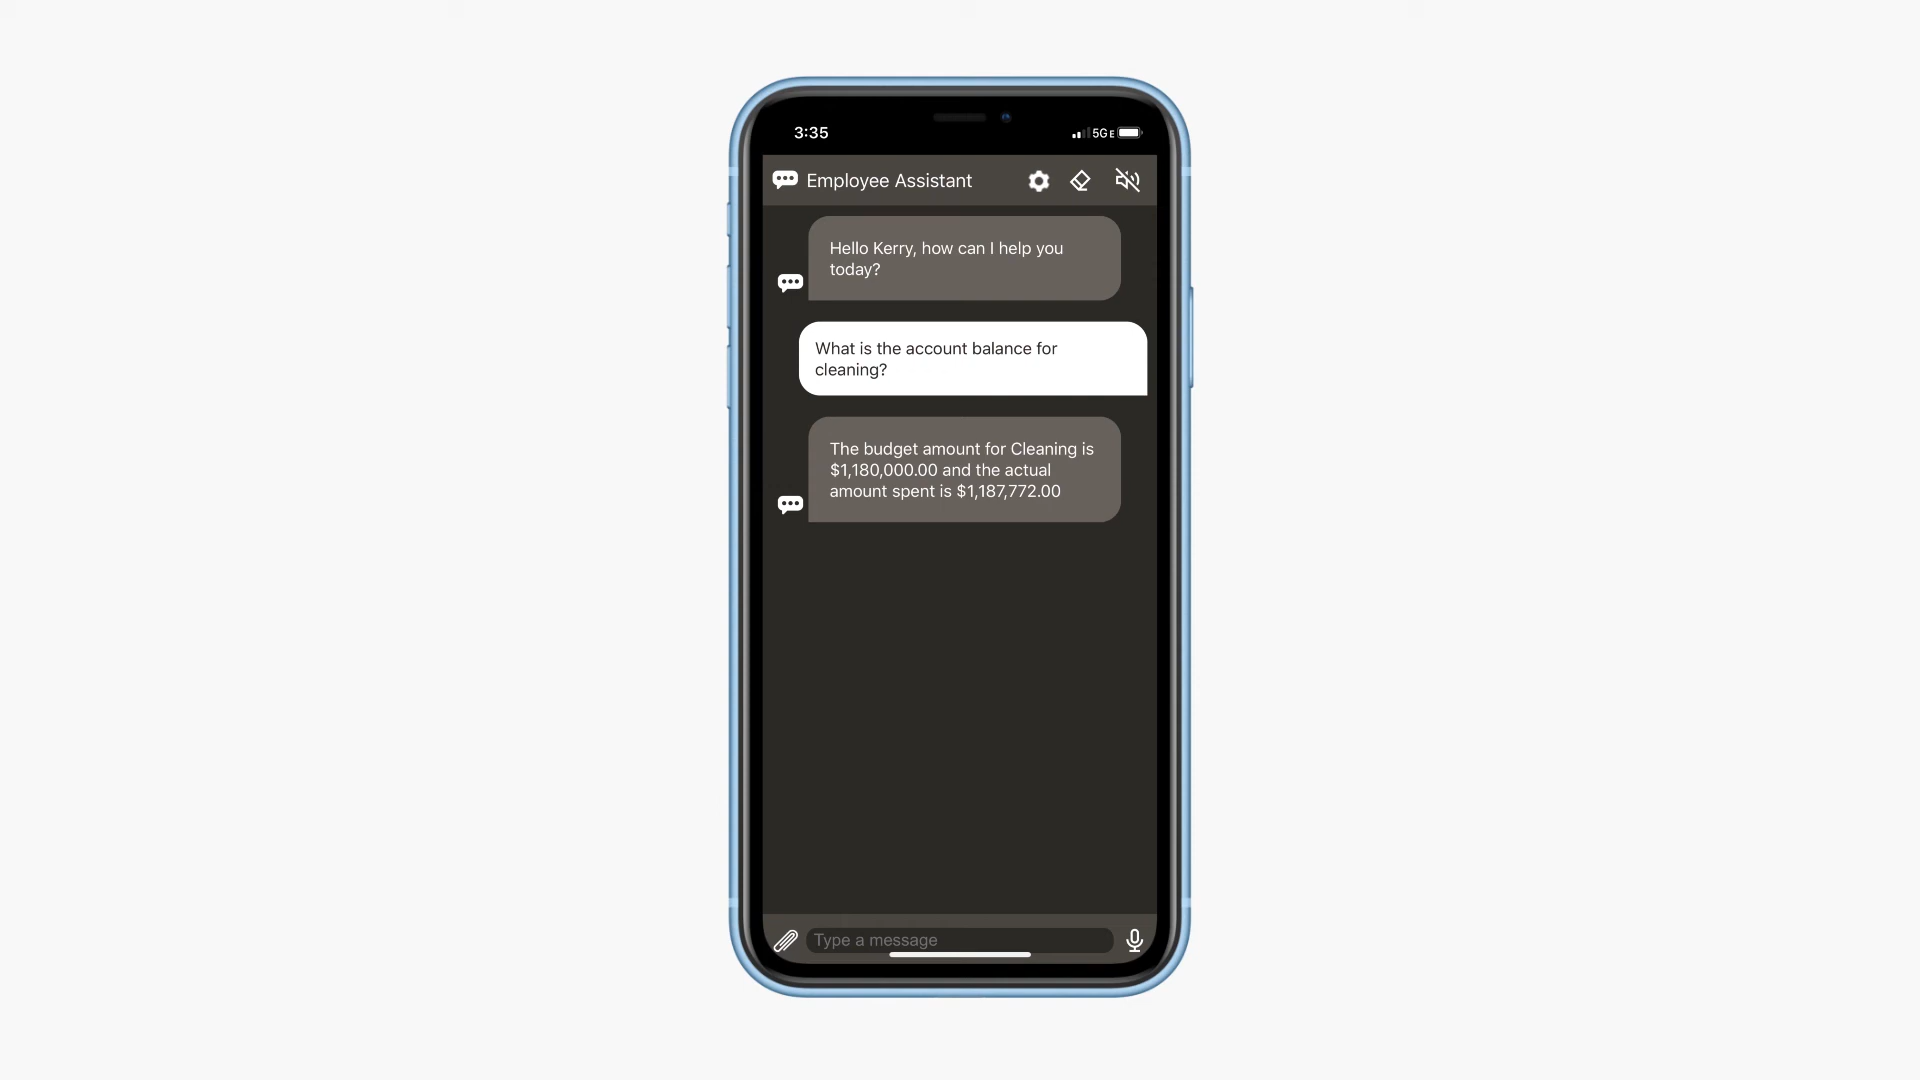 3:35
5GE
Employee Assistant
Hello Kerry, how can I help you
today?
What is the account balance for
cleaning?
The budget amount for Cleaning is
$1,180,000.00 and the actual
amount spent is $1,187,772.00
Type a message